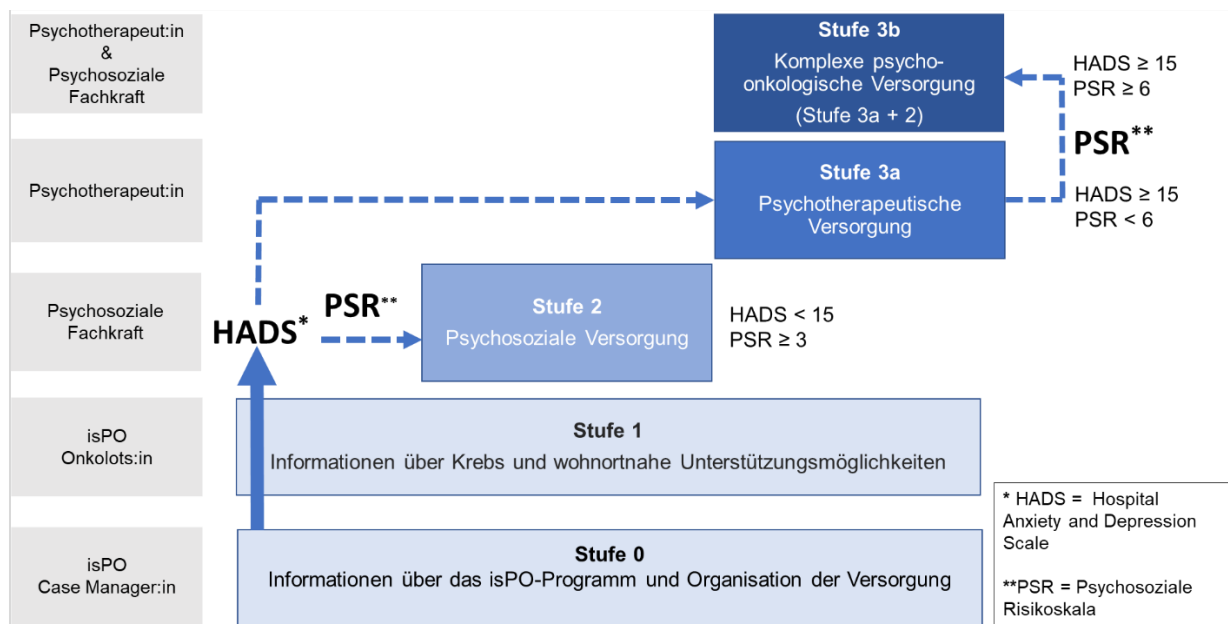 Psychotherapeut:in
&
Psychosoziale
Fachkraft
Stufe 3b
Komplexe psycho-
onkologische Versorgung
(Stufe 3a + 2)
HADS ≥ 15
PSR ≥ 6
PSR**
Psychotherapeut:in
Stufe 3a
Psychotherapeutische
Versorgung
HADS ≥ 15
PSR < 6
Psychosoziale
Fachkraft
HADS*
PSR**
Stufe 2
Psychosoziale Versorgung
HADS < 15
PSR ≥ 3
isPO
Onkolots:in
Stufe 1
Informationen über Krebs und wohnortnahe Unterstützungsmöglichkeiten
isPO
Case Manager:in
Stufe 0
Informationen über das isPO-Programm und Organisation der Versorgung
* HADS = Hospital
Anxiety and Depression
Scale
**PSR = Psychosoziale
Risikoskala